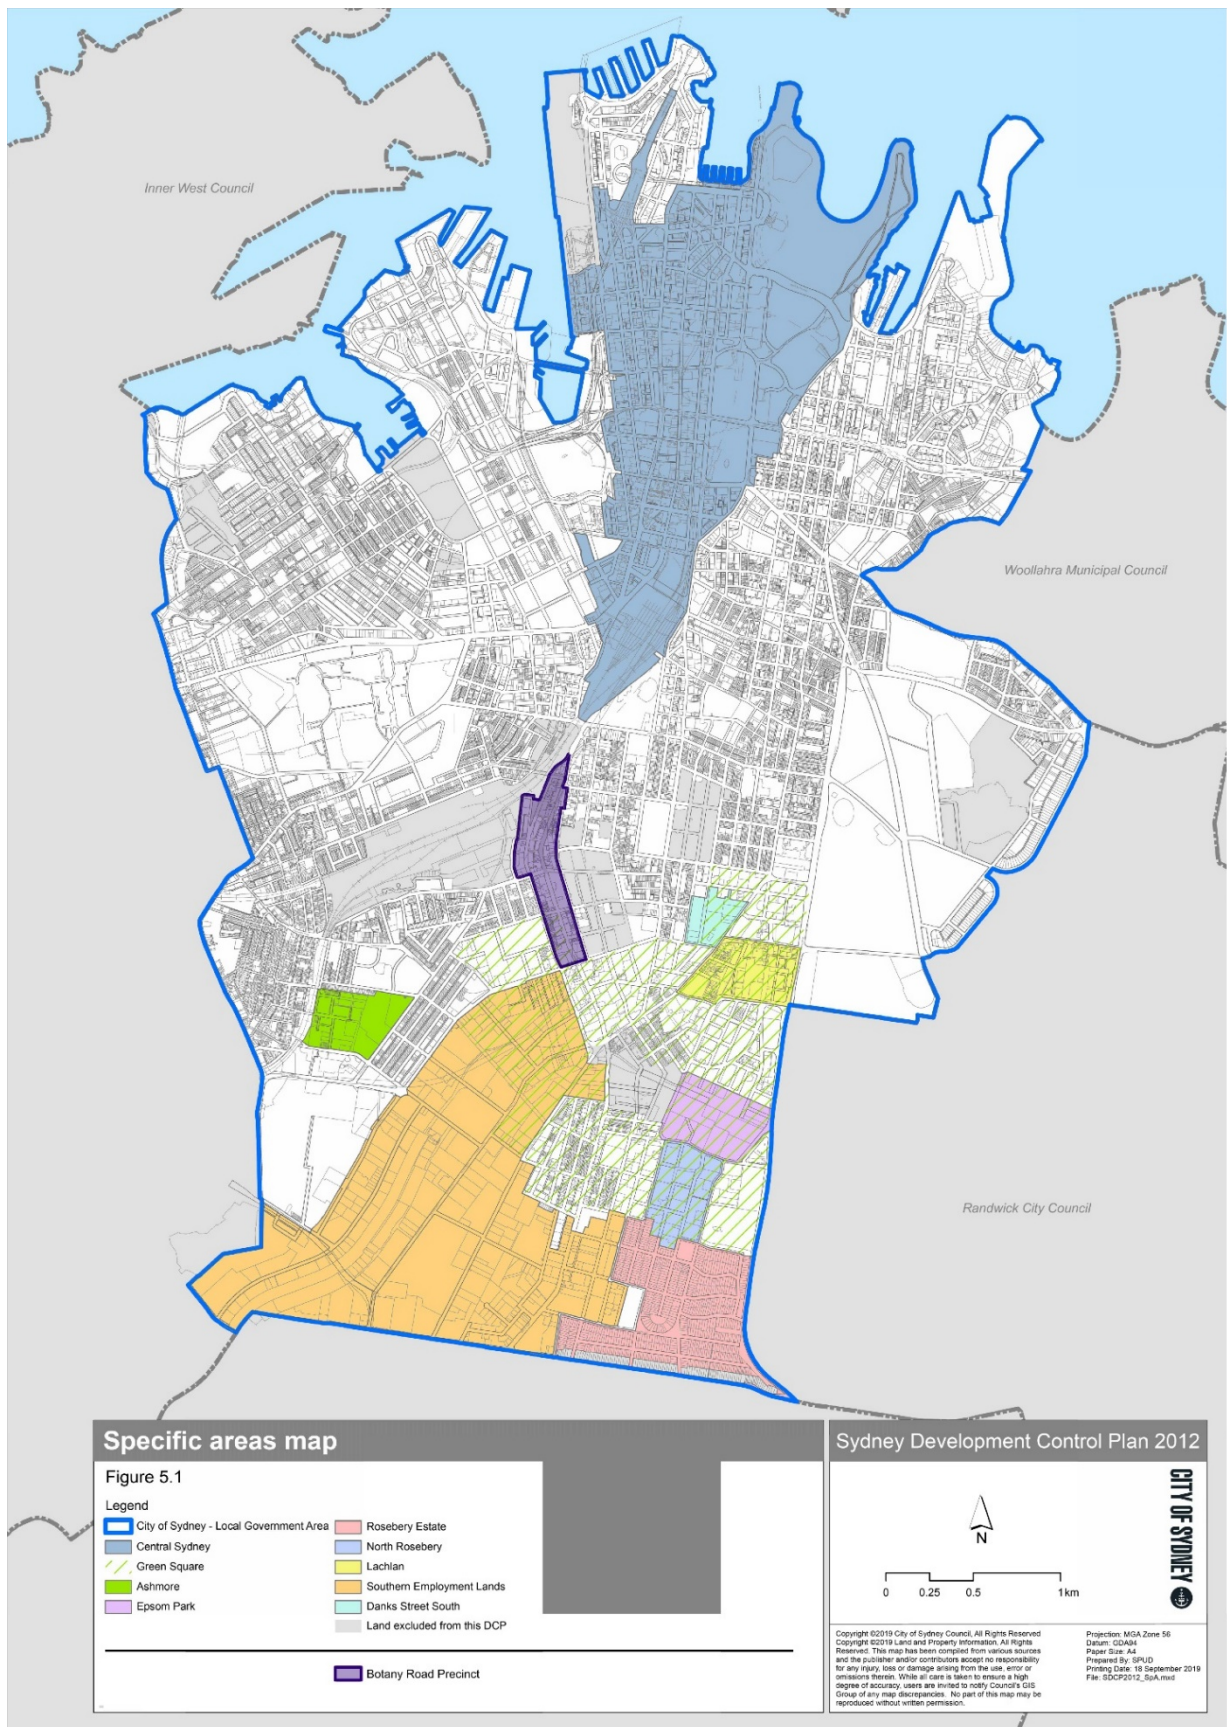 Inner West Council
Woollahra Municipal Council
Randwick City Council
Specific areas map
Figure 5.1
Legend
City of Sydney - Local Government Area
Central Sydney
Green Square
Ashmore
Epsom Park
Rosebery Estate
North Rosebery
Lachlan
Southern Employment Lands
Danks Street South
Land excluded from this DCP
Botany Road Precinct
Sydney Development Control Plan 2012
N
0 0.25 0.5 1km
CITY OF SYDNEY
Copyright ©2019 City of Sydney Council, All Rights Reserved
Copyright ©2019 Land and Property Information, All Rights
Reserved. This map has been compiled from various sources
and the publisher and/or contributors accept no responsibility
for any injury, loss or damage arising from the use, error or
omissions therein. While all care is taken to ensure a high
degree of accuracy, users are invited to notify Council's GIS
Group of any map discrepancies. No part of this map may be
reproduced without written permission.
Projection: MGA Zone 56
Datum: GDA94
Paper Size: A4
Prepared By: SPUD
Printing Date: 18 September 2019
File: SDCP2012_SpA.mxd